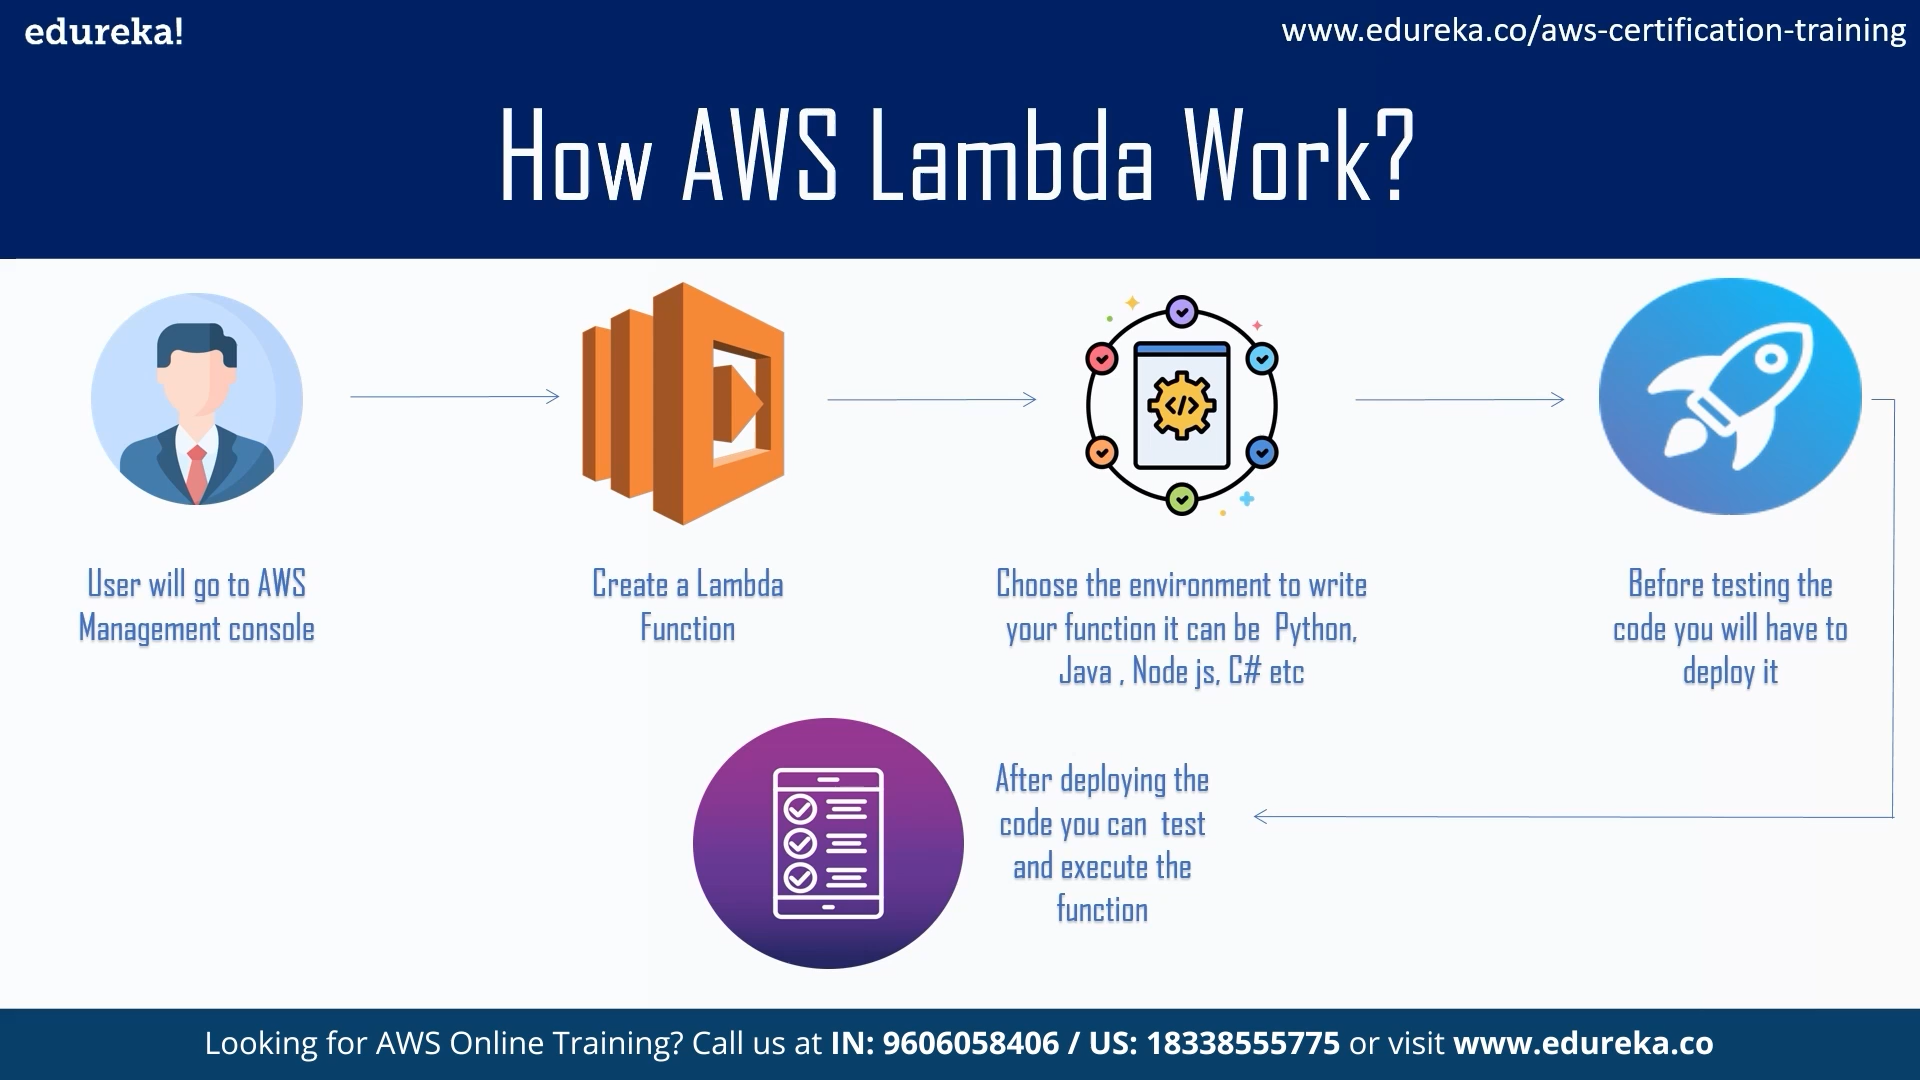 edureka!
www.edureka.co/aws-certification-training
How AWS Lambda Work?
User will go to AWS
Management console
Create a Lambda
Function
Choose the environment to write
your function it can be  Python,
Java , Node js, C# etc
Before testing the
code you will have to
deploy it
</>
After deploying the
code you can  test
and execute the
function
Looking for AWS Online Training? Call us at IN: 9606058406 / US: 18338555775 or visit www.edureka.co